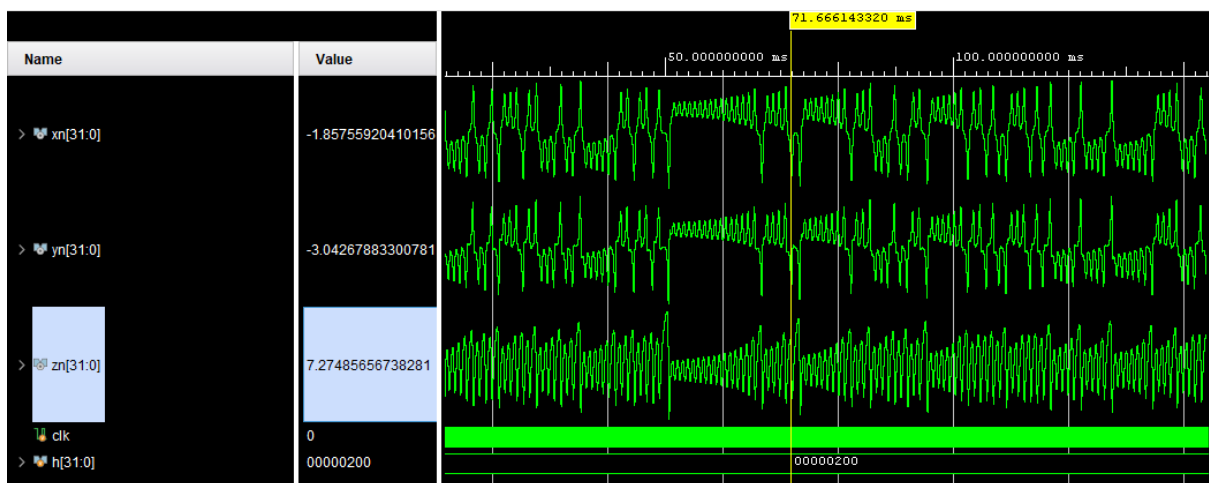 71.666143320 ms
Name Value
50.000000000 ms 100.000000000 ms
xn[31:0] -1.85755920410156
yn[31:0] -3.04267883300781
zn[31:0] 7.27485656738281
clk 0
h[31:0] 00000200 00000200